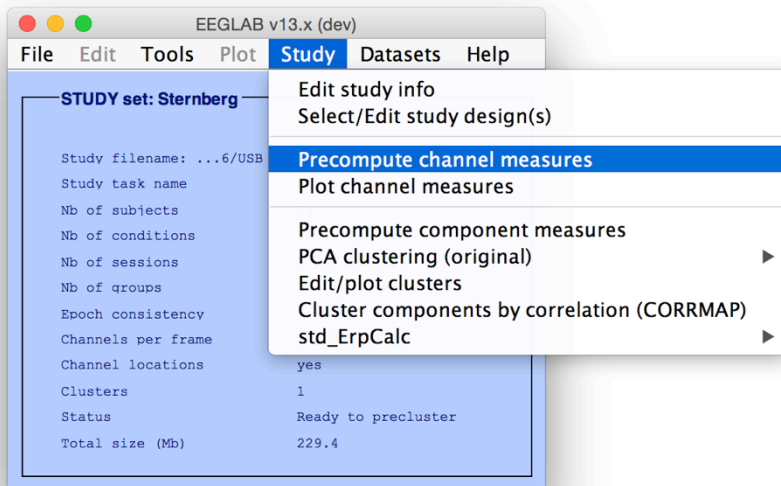 EEGLAB v13.x (dev)
File Edit Tools Plot Study Datasets Help
STUDY set: Sternberg
Edit study info
Select/Edit study design(s)
Precompute channel measures
Plot channel measures
Precompute component measures
PCA clustering (original)
Edit/plot clusters
Cluster components by correlation (CORRMAP)
std_ErpCalc
Study filename: ...6/USB
Study task name
Nb of subjects
Nb of conditions
Nb of sessions
Nb of groups
Epoch consistency
Channels per frame
Channel locations yes
Clusters 1
Status Ready to precluster
Total size (Mb) 229.4